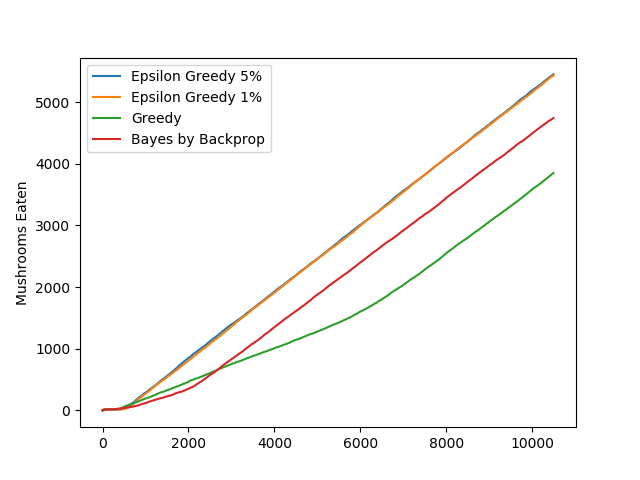 Epsilon Greedy 5%
Epsilon Greedy 1%
Greedy
Bayes by Backprop
Mushrooms Eaten
5000
4000
3000
2000
1000
0
0 2000 4000 6000 8000 10000